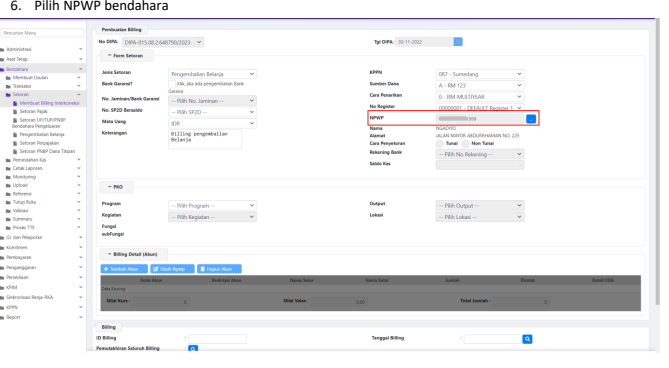 6. Pilih NPWP bendahara
Pencarian Menu
Administrasi
Aset Tetap
Bendahara
Membuat Usulan
Transaksi
Setoran
Membuat Billing Interkoneksi
Setoran Pajak
Setoran UP/TUP/PNBP
Bendahara Pengeluaran
Pengembalian Belanja
Setoran Perpajakan
Setoran PNBP Dana Titipan
Pemindahan Kas
Cetak Laporan
Monitoring
Upload
Referensi
Tutup Buku
Validasi
Summary
Proses TTE
GL dan Pelaporan
Komitmen
Pembayaran
Penganggaran
Persediaan
KPIM
Sinkronisasi Renja-RKA
KPPN
Report
Pembuatan Billing
No DIPA: DIPA-015.08.2.648790/2023
Tgl DIPA: 30-11-2022
Form Setoran
Jenis Setoran Pengembalian Belanja
Bank Garansi? Klik, jika ada pengembalian Bank
Garansi
No. Jaminan/Bank Garansi -- Pilih No. Jaminan --
No. SP2D Bersaldo -- Pilih SP2D --
Mata Uang IDR
Keterangan Billing pengembalian
Belanja
KPPN 087 - Sumedang
Sumber Dana A - RM 123
Cara Penarikan 0 - RM-MULTIYEAR
No Register 00000001 - DEFAULT Register 1
NPWP
Nama NGADIYO
Alamat JALAN MAYOR ABDURRAHMAN NO. 225
Cara Penyetoran Tunai Non Tunai
Rekening Bank -- Pilih No Rekening --
Saldo Kas
PKO
Program -- Pilih Program --
Kegiatan -- Pilih Kegiatan --
Fungsi
subFungsi
Output -- Pilih Output --
Lokasi -- Pilih Lokasi --
Billing Detail (Akun)
Tambah Akun Ubah Npwp Hapus Akun
Kode Akun Deskripsi Akun Nama Setor Jumlah Detail COA
Data Kosong
Nilai Kurs : 0 Nilai Valas : 0.00 Total Jumlah : 0
Billing
ID Billing :
Tanggal Billing :
Pemutakhiran Seluruh Billing :